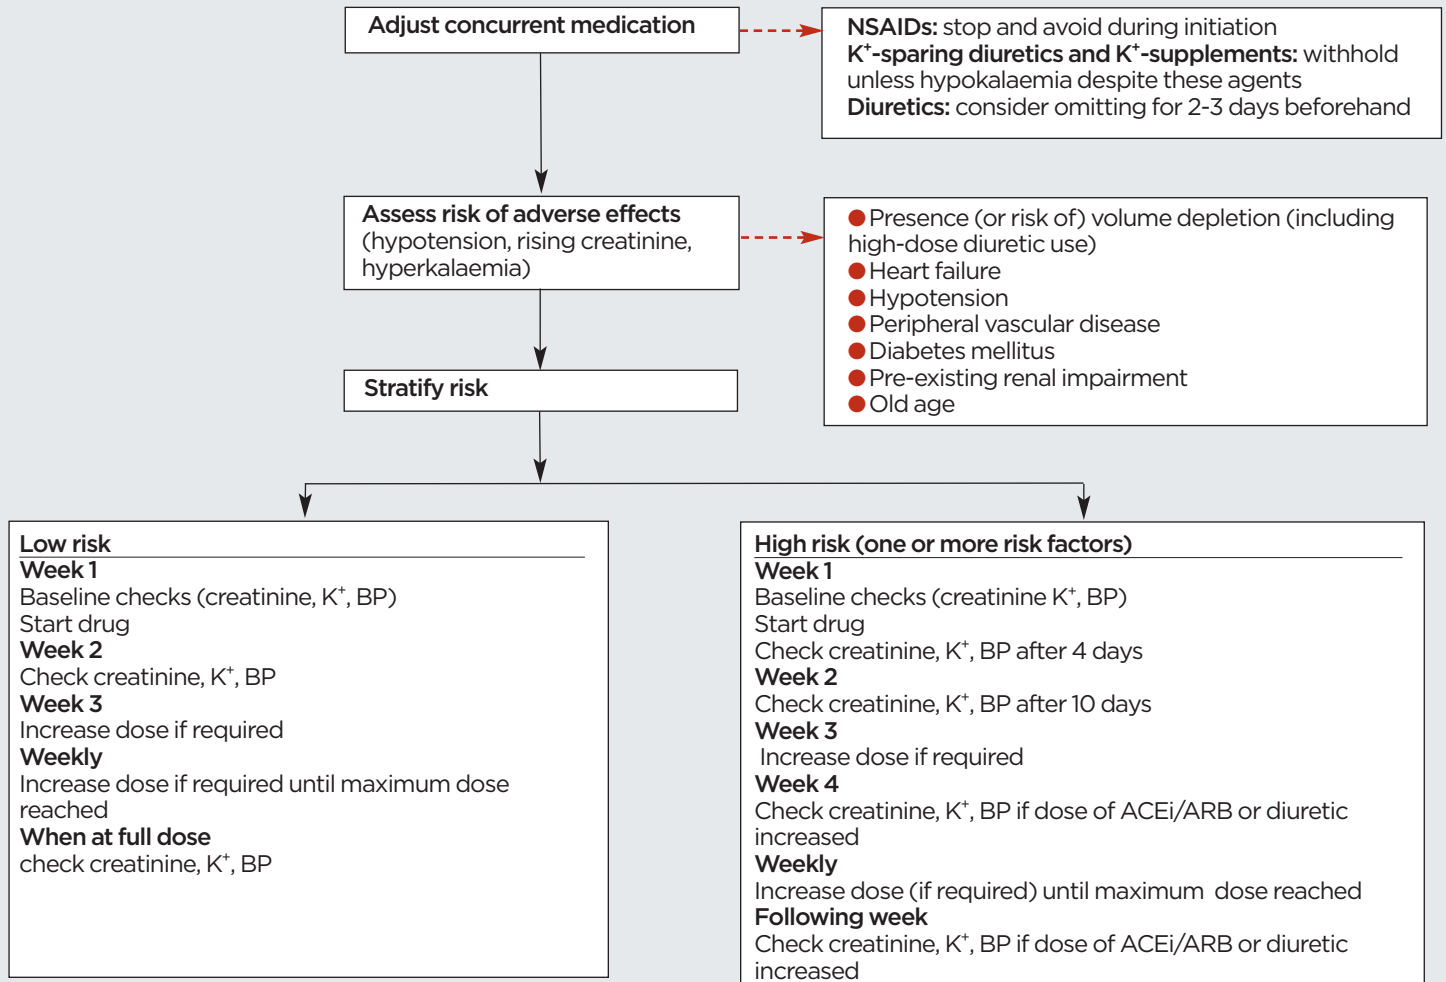 Adjust concurrent medication
NSAIDs: stop and avoid during initiation
K⁺-sparing diuretics and K⁺-supplements: withhold
unless hypokalaemia despite these agents
Diuretics: consider omitting for 2-3 days beforehand
Assess risk of adverse effects
(hypotension, rising creatinine,
hyperkalaemia)
● Presence (or risk of) volume depletion (including
high-dose diuretic use)
● Heart failure
● Hypotension
● Peripheral vascular disease
● Diabetes mellitus
● Pre-existing renal impairment
● Old age
Stratify risk
Low risk
Week 1
Baseline checks (creatinine, K⁺, BP)
Start drug
Week 2
Check creatinine, K⁺, BP
Week 3
Increase dose if required
Weekly
Increase dose if required until maximum dose
reached
When at full dose
check creatinine, K⁺, BP
High risk (one or more risk factors)
Week 1
Baseline checks (creatinine K⁺, BP)
Start drug
Check creatinine, K⁺, BP after 4 days
Week 2
Check creatinine, K⁺, BP after 10 days
Week 3
Increase dose if required
Week 4
Check creatinine, K⁺, BP if dose of ACEi/ARB or diuretic
increased
Weekly
Increase dose (if required) until maximum dose reached
Following week
Check creatinine, K⁺, BP if dose of ACEi/ARB or diuretic
increased